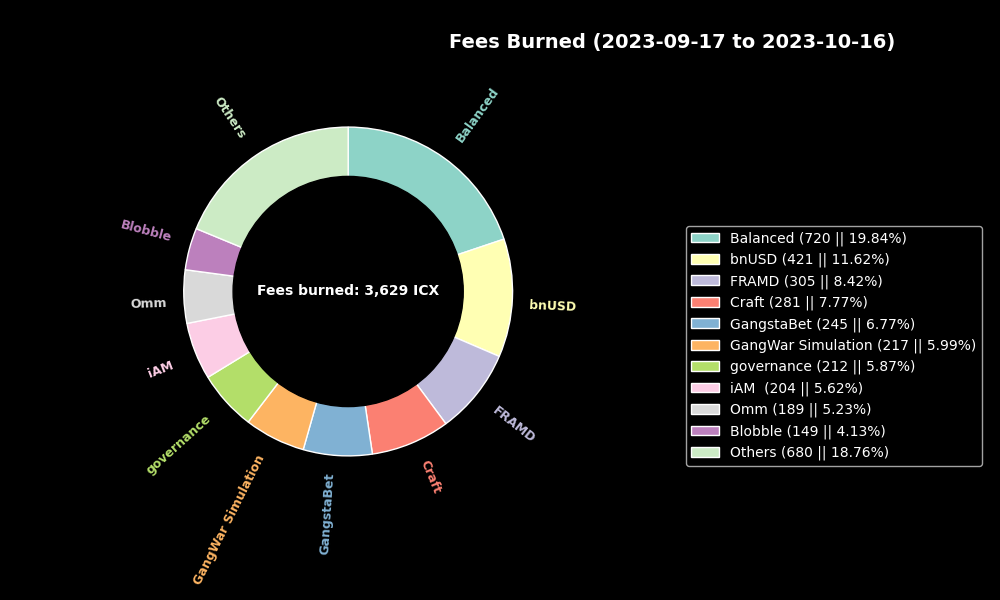 Fees Burned (2023-09-17 to 2023-10-16)
Balanced
bnUSD
FRAMD
Craft
GangstaBet
GangWar Simulation
governance
iAM
Omm
Blobble
Others
Fees burned: 3,629 ICX
Balanced (720 || 19.84%)
bnUSD (421 || 11.62%)
FRAMD (305 || 8.42%)
Craft (281 || 7.77%)
GangstaBet (245 || 6.77%)
GangWar Simulation (217 || 5.99%)
governance (212 || 5.87%)
iAM  (204 || 5.62%)
Omm (189 || 5.23%)
Blobble (149 || 4.13%)
Others (680 || 18.76%)